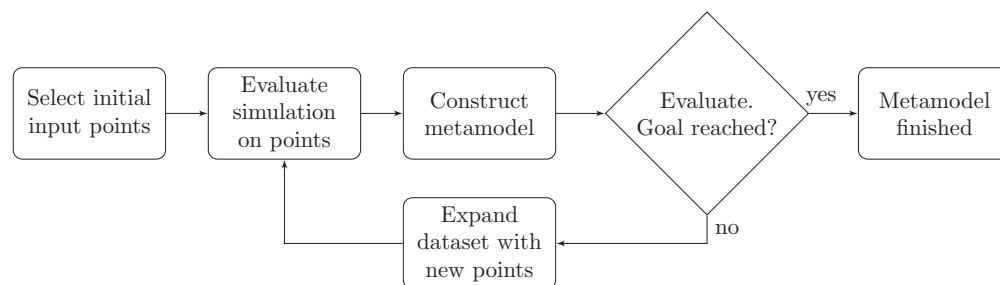 Select initial
input points
Evaluate
simulation
on points
Construct
metamodel
Evaluate.
Goal reached?
yes
Metamodel
finished
no
Expand
dataset with
new points